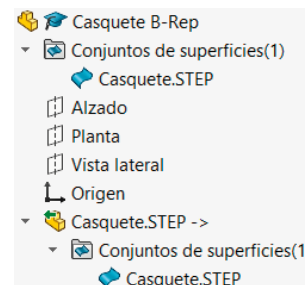 Casquete B-Rep
Conjuntos de superficies(1)
Casquete.STEP
Alzado
Planta
Vista lateral
Origen
Casquete.STEP ->
Conjuntos de superficies(1
Casquete.STEP